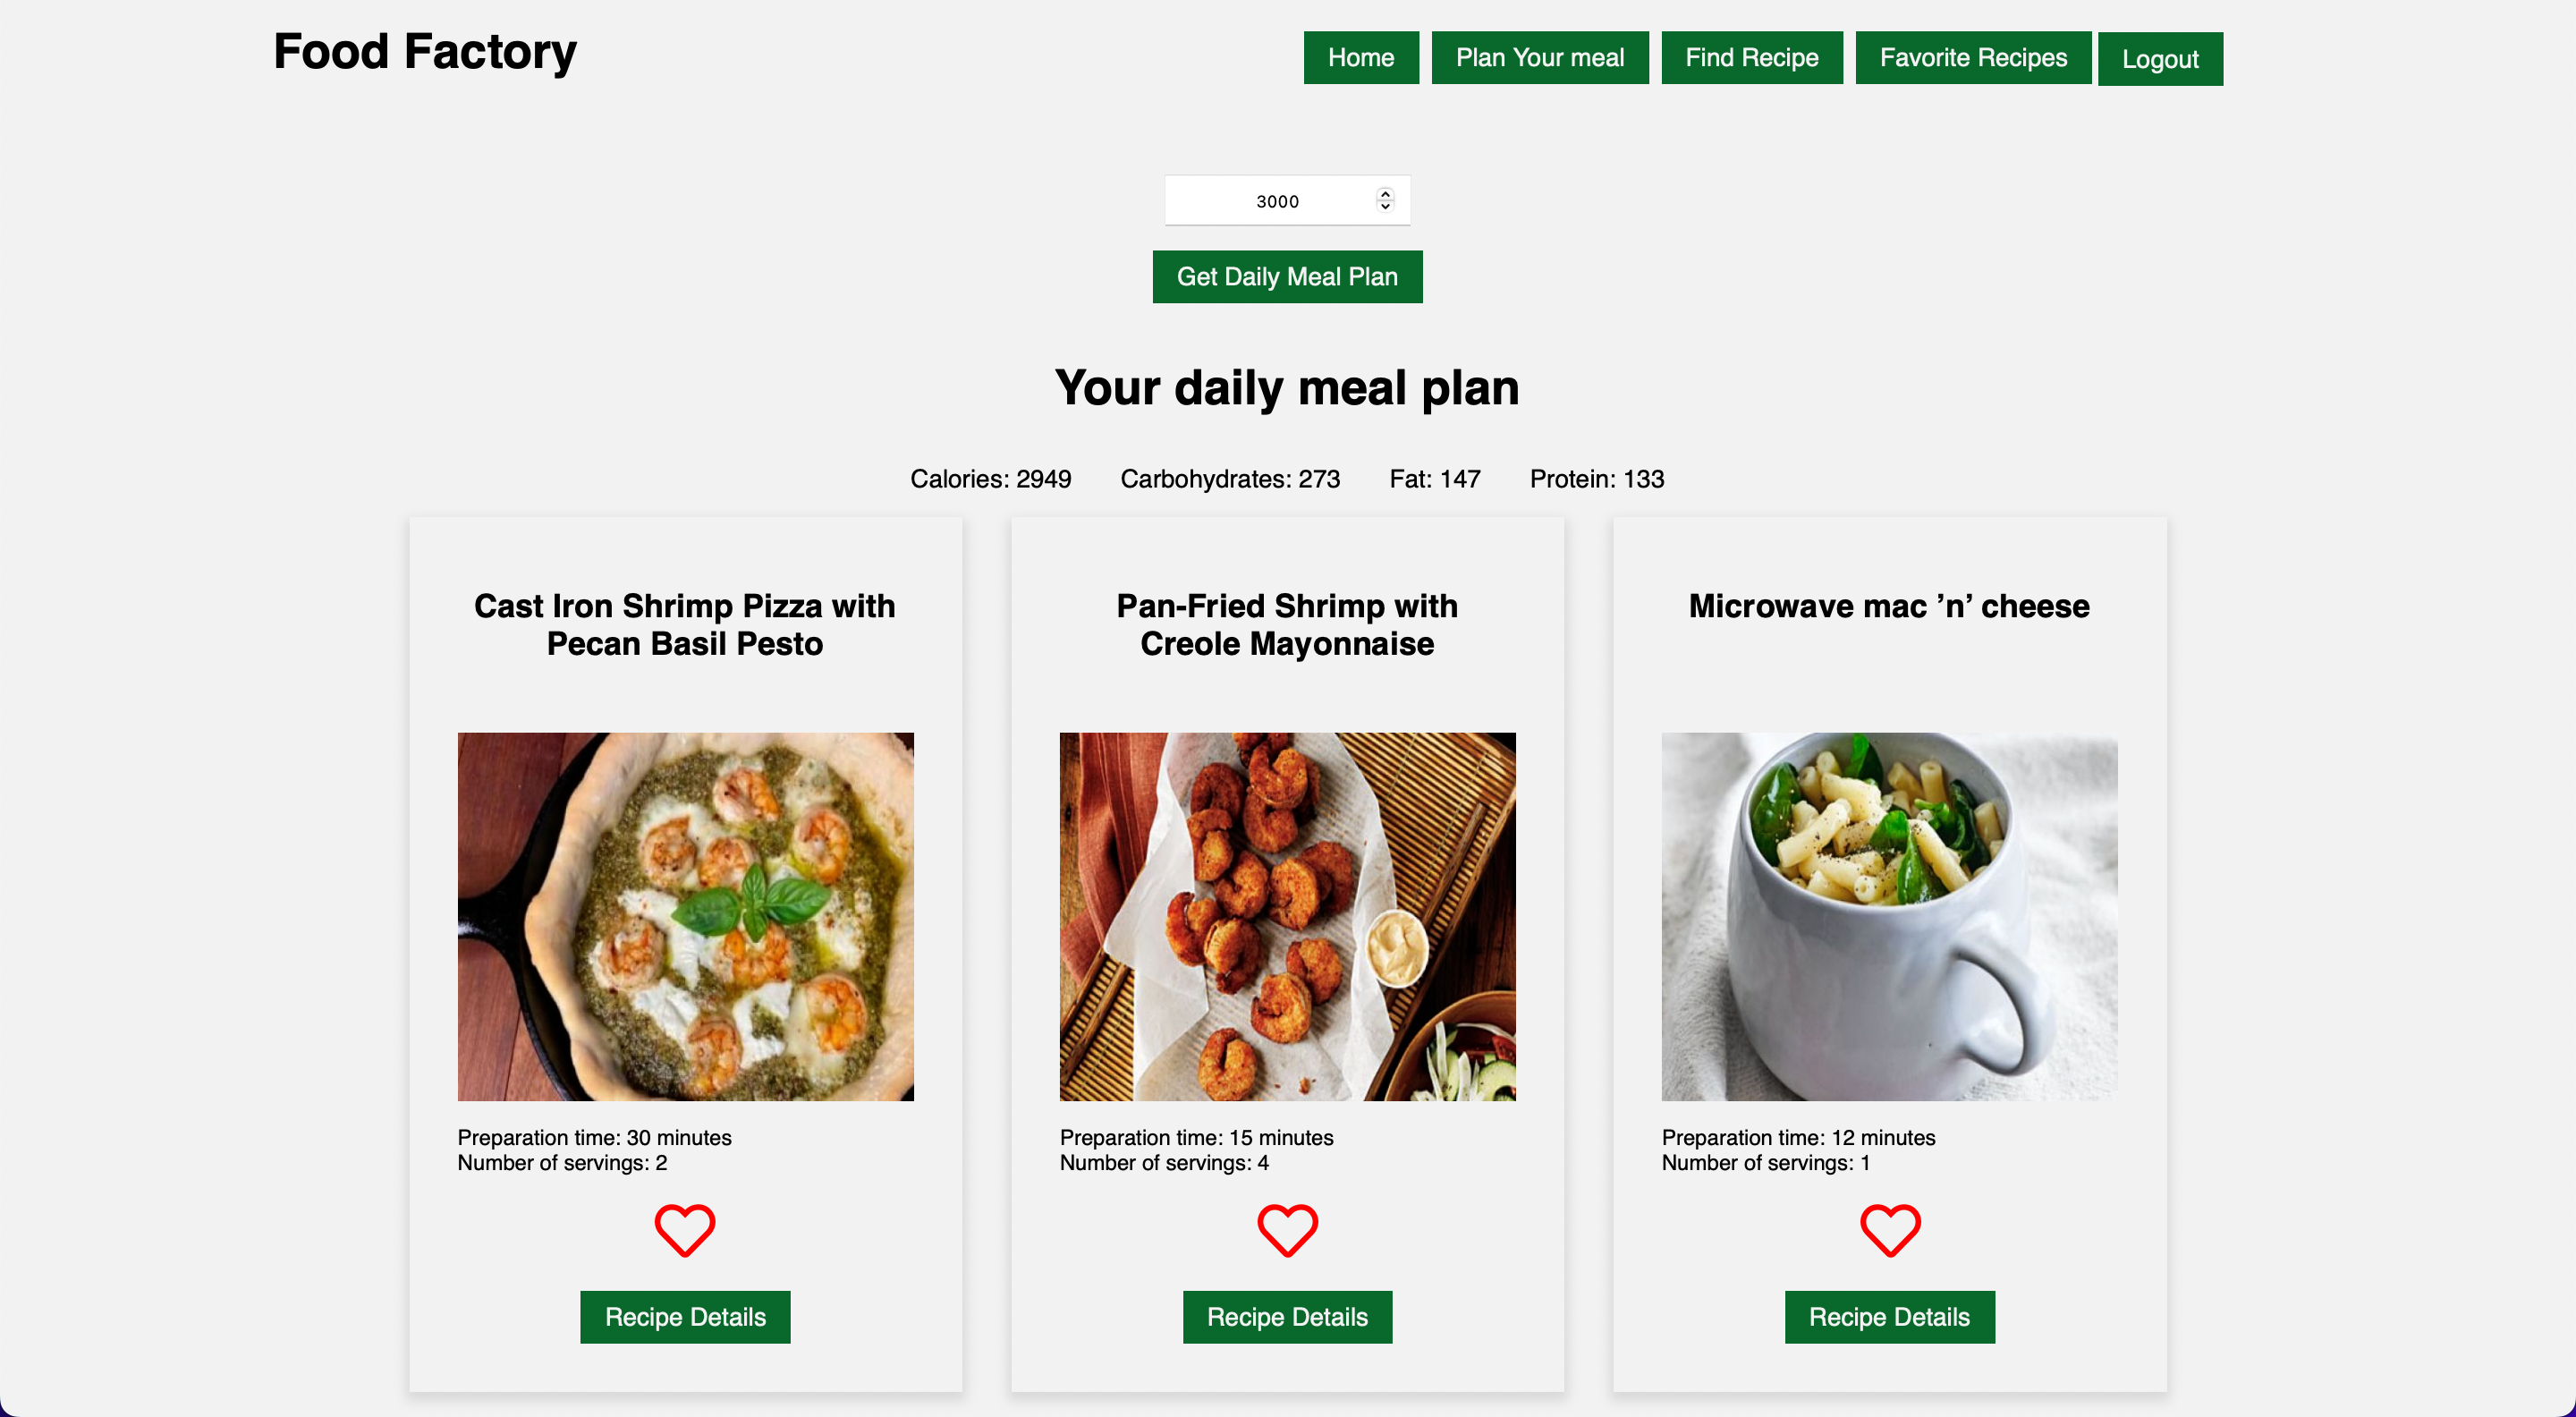 Food Factory
Home
Plan Your meal
Find Recipe
Favorite Recipes
Logout
3000
Get Daily Meal Plan
Your daily meal plan
Calories: 2949
Carbohydrates: 273
Fat: 147
Protein: 133
Cast Iron Shrimp Pizza with
Pecan Basil Pesto
Preparation time: 30 minutes
Number of servings: 2
Recipe Details
Pan-Fried Shrimp with
Creole Mayonnaise
Preparation time: 15 minutes
Number of servings: 4
Recipe Details
Microwave mac ’n’ cheese
Preparation time: 12 minutes
Number of servings: 1
Recipe Details